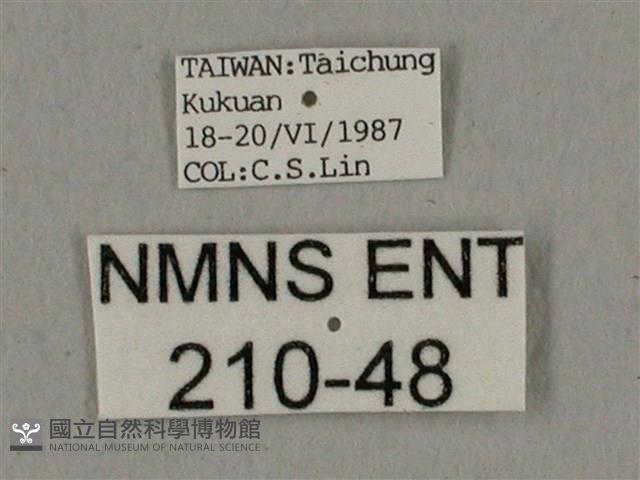 TAIWAN:Taichung
Kukuan
18-20/VI/1987
COL:C.S.Lin
NMNS ENT
210-48
國立自然科學博物館
NATIONAL MUSEUM OF NATURAL SCIENCE